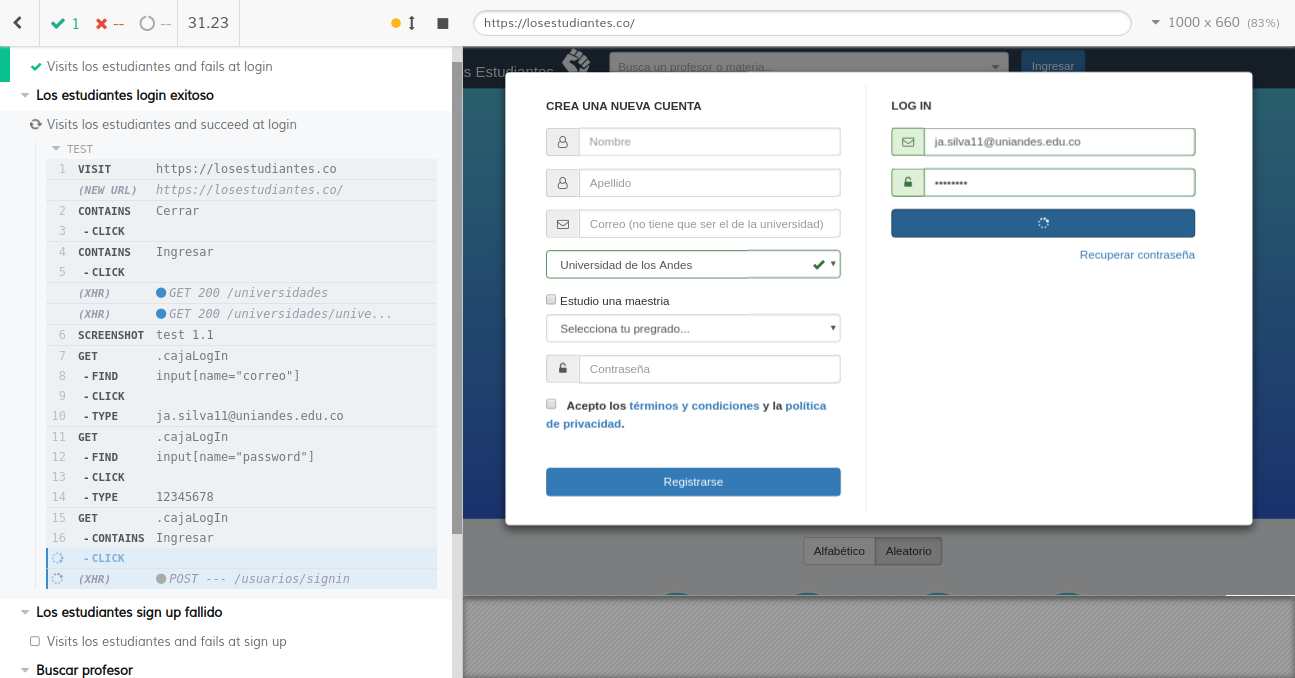 1 -- -- 31.23
https://losestudiantes.co/
1000 x 660 (83%)
Visits los estudiantes and fails at login
Los estudiantes login exitoso
Visits los estudiantes and succeed at login
TEST
1 VISIT https://losestudiantes.co
(NEW URL) https://losestudiantes.co/
2 CONTAINS Cerrar
3 - CLICK
4 CONTAINS Ingresar
5 - CLICK
(XHR) GET 200 /universidades
(XHR) GET 200 /universidades/unive...
6 SCREENSHOT test 1.1
7 GET .cajaLogIn
8 - FIND input[name="correo"]
9 - CLICK
10 - TYPE ja.silva11@uniandes.edu.co
11 GET .cajaLogIn
12 - FIND input[name="password"]
13 - CLICK
14 - TYPE 12345678
15 GET .cajaLogIn
16 - CONTAINS Ingresar
- CLICK
(XHR) POST --- /usuarios/signin
Los estudiantes sign up fallido
Visits los estudiantes and fails at sign up
Buscar profesor
s Estudiantes
Busca un profesor o materia...
Ingresar
CREA UNA NUEVA CUENTA
Nombre
Apellido
Correo (no tiene que ser el de la universidad)
Universidad de los Andes
Estudio una maestria
Selecciona tu pregrado...
Contraseña
Acepto los términos y condiciones y la política
de privacidad.
Registrarse
LOG IN
ja.silva11@uniandes.edu.co
••••••••
Recuperar contraseña
Alfabético
Aleatorio